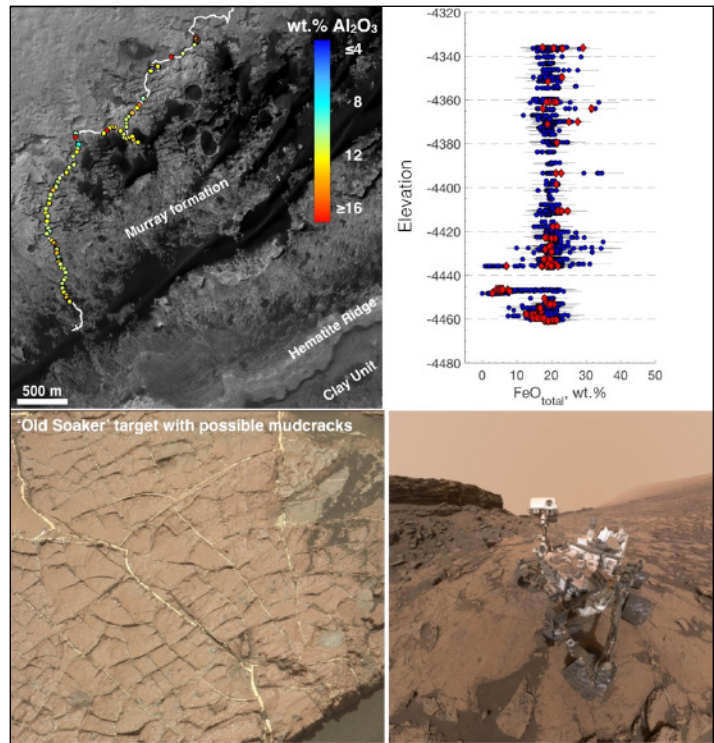 wt.% Al₂O₃
≤4
8
12
≥16
Murray formation
Hematite Ridge
Clay Unit
500 m
-4320
-4340
-4360
-4380
-4400
-4420
-4440
-4460
-4480
Elevation
0 10 20 30 40 50
FeO_total, wt.%
'Old Soaker' target with possible mudcracks